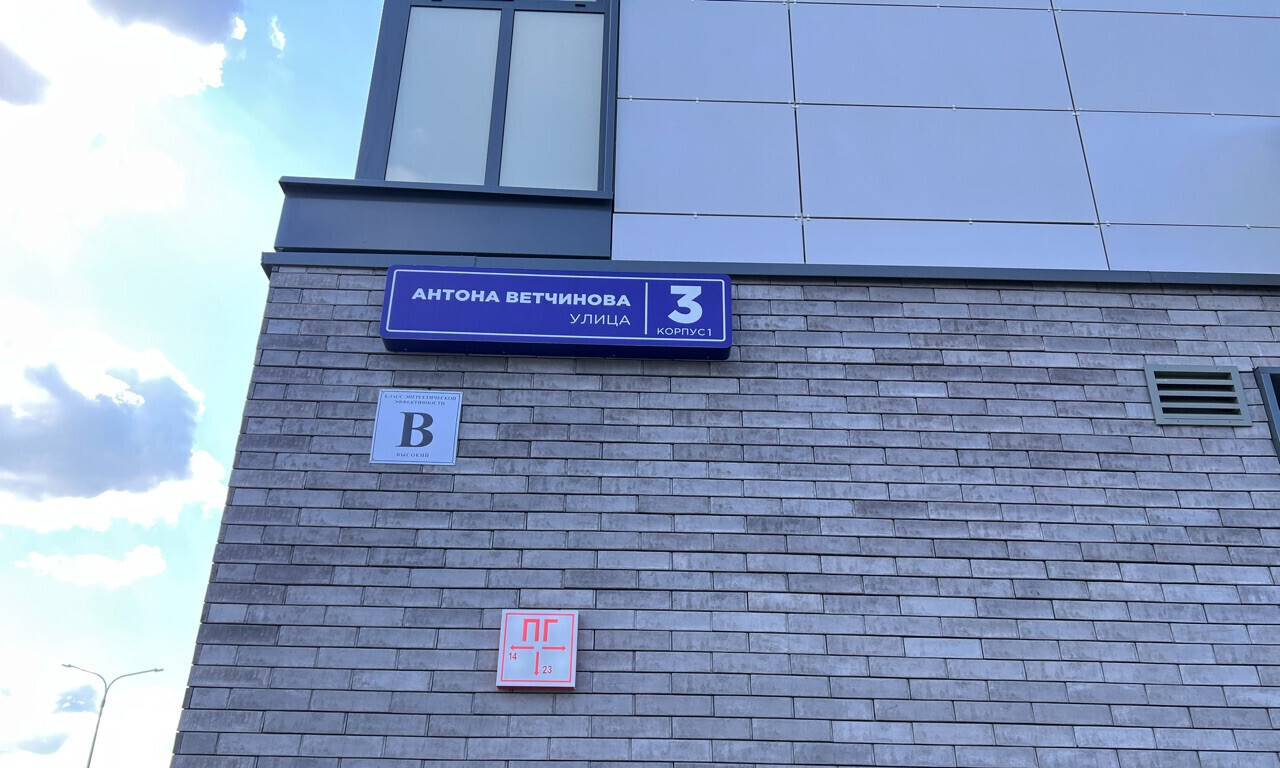 АНТОНА ВЕТЧИНОВА
УЛИЦА
3
КОРПУС 1
КЛАСС ЭНЕРГЕТИЧЕСКОЙ
ЭФФЕКТИВНОСТИ
B
ВЫСОКИЙ
ПГ
14
23